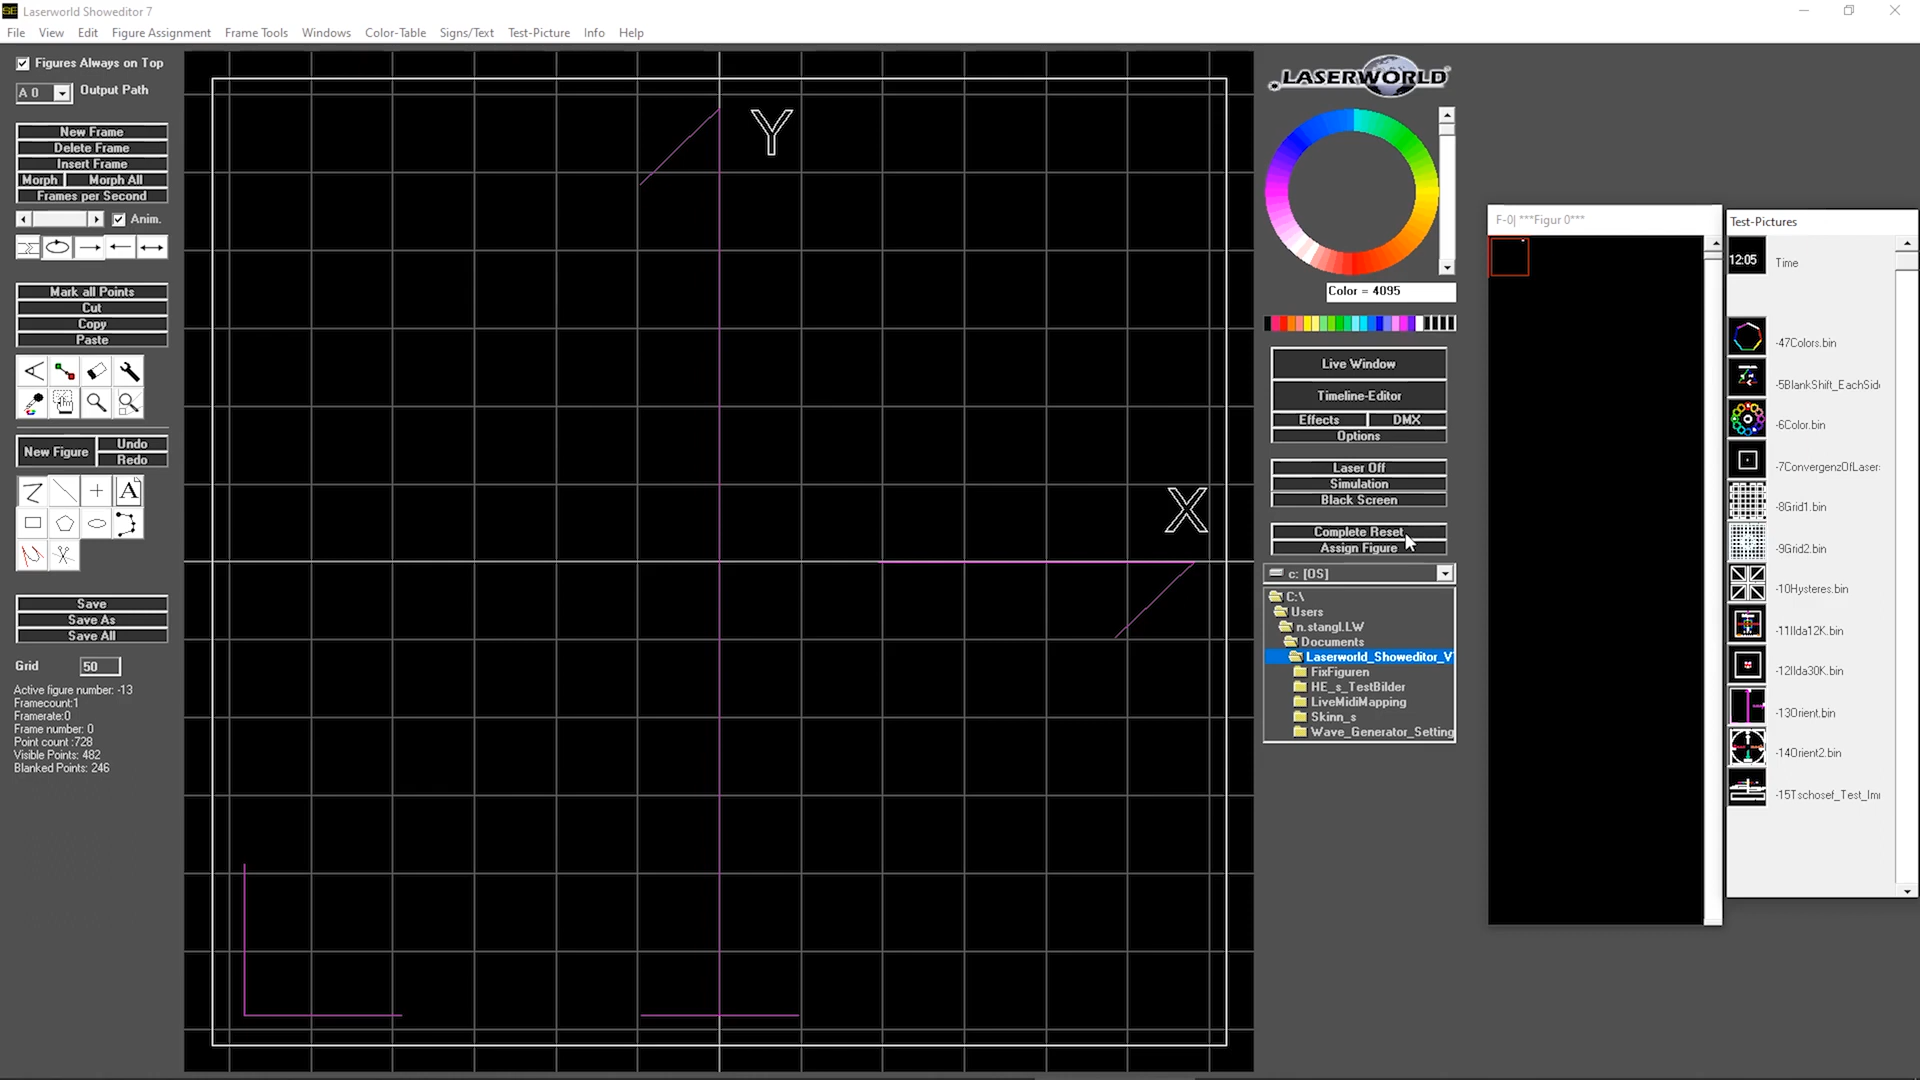 Laserworld Showeditor 7
File View Edit Figure Assignment Frame Tools Windows Color-Table Signs/Text Test-Picture Info Help
Figures Always on Top
A 0 Output Path
New Frame
Delete Frame
Insert Frame
Morph Morph All
Frames per Second
Anim.
Mark all Points
Cut
Copy
Paste
New Figure Undo
Redo
A
Save
Save As
Save All
Grid 50
Active figure number: -13
Framecount:1
Framerate:0
Frame number: 0
Point count :728
Visible Points: 482
Blanked Points: 246
Y
X
LASERWORLD
Color = 4095
Live Window
Timeline-Editor
Effects DMX
Options
Laser Off
Simulation
Black Screen
Complete Reset
Assign Figure
c: [OS]
C:\
Users
n.stangl.LW
Documents
Laserworld_Showeditor_V
FixFiguren
HE_s_TestBilder
LiveMidiMapping
Skinn_s
Wave_Generator_Setting
F-0| ***Figur 0***
Test-Pictures
12:05 Time
-47Colors.bin
-5BlankShift_EachSid
-6Color.bin
-7ConvergenzOfLaser
-8Grid1.bin
-9Grid2.bin
-10Hysteres.bin
-11Ilda12K.bin
-12Ilda30K.bin
-13Orient.bin
-14Orient2.bin
-15Tschosef_Test_Im